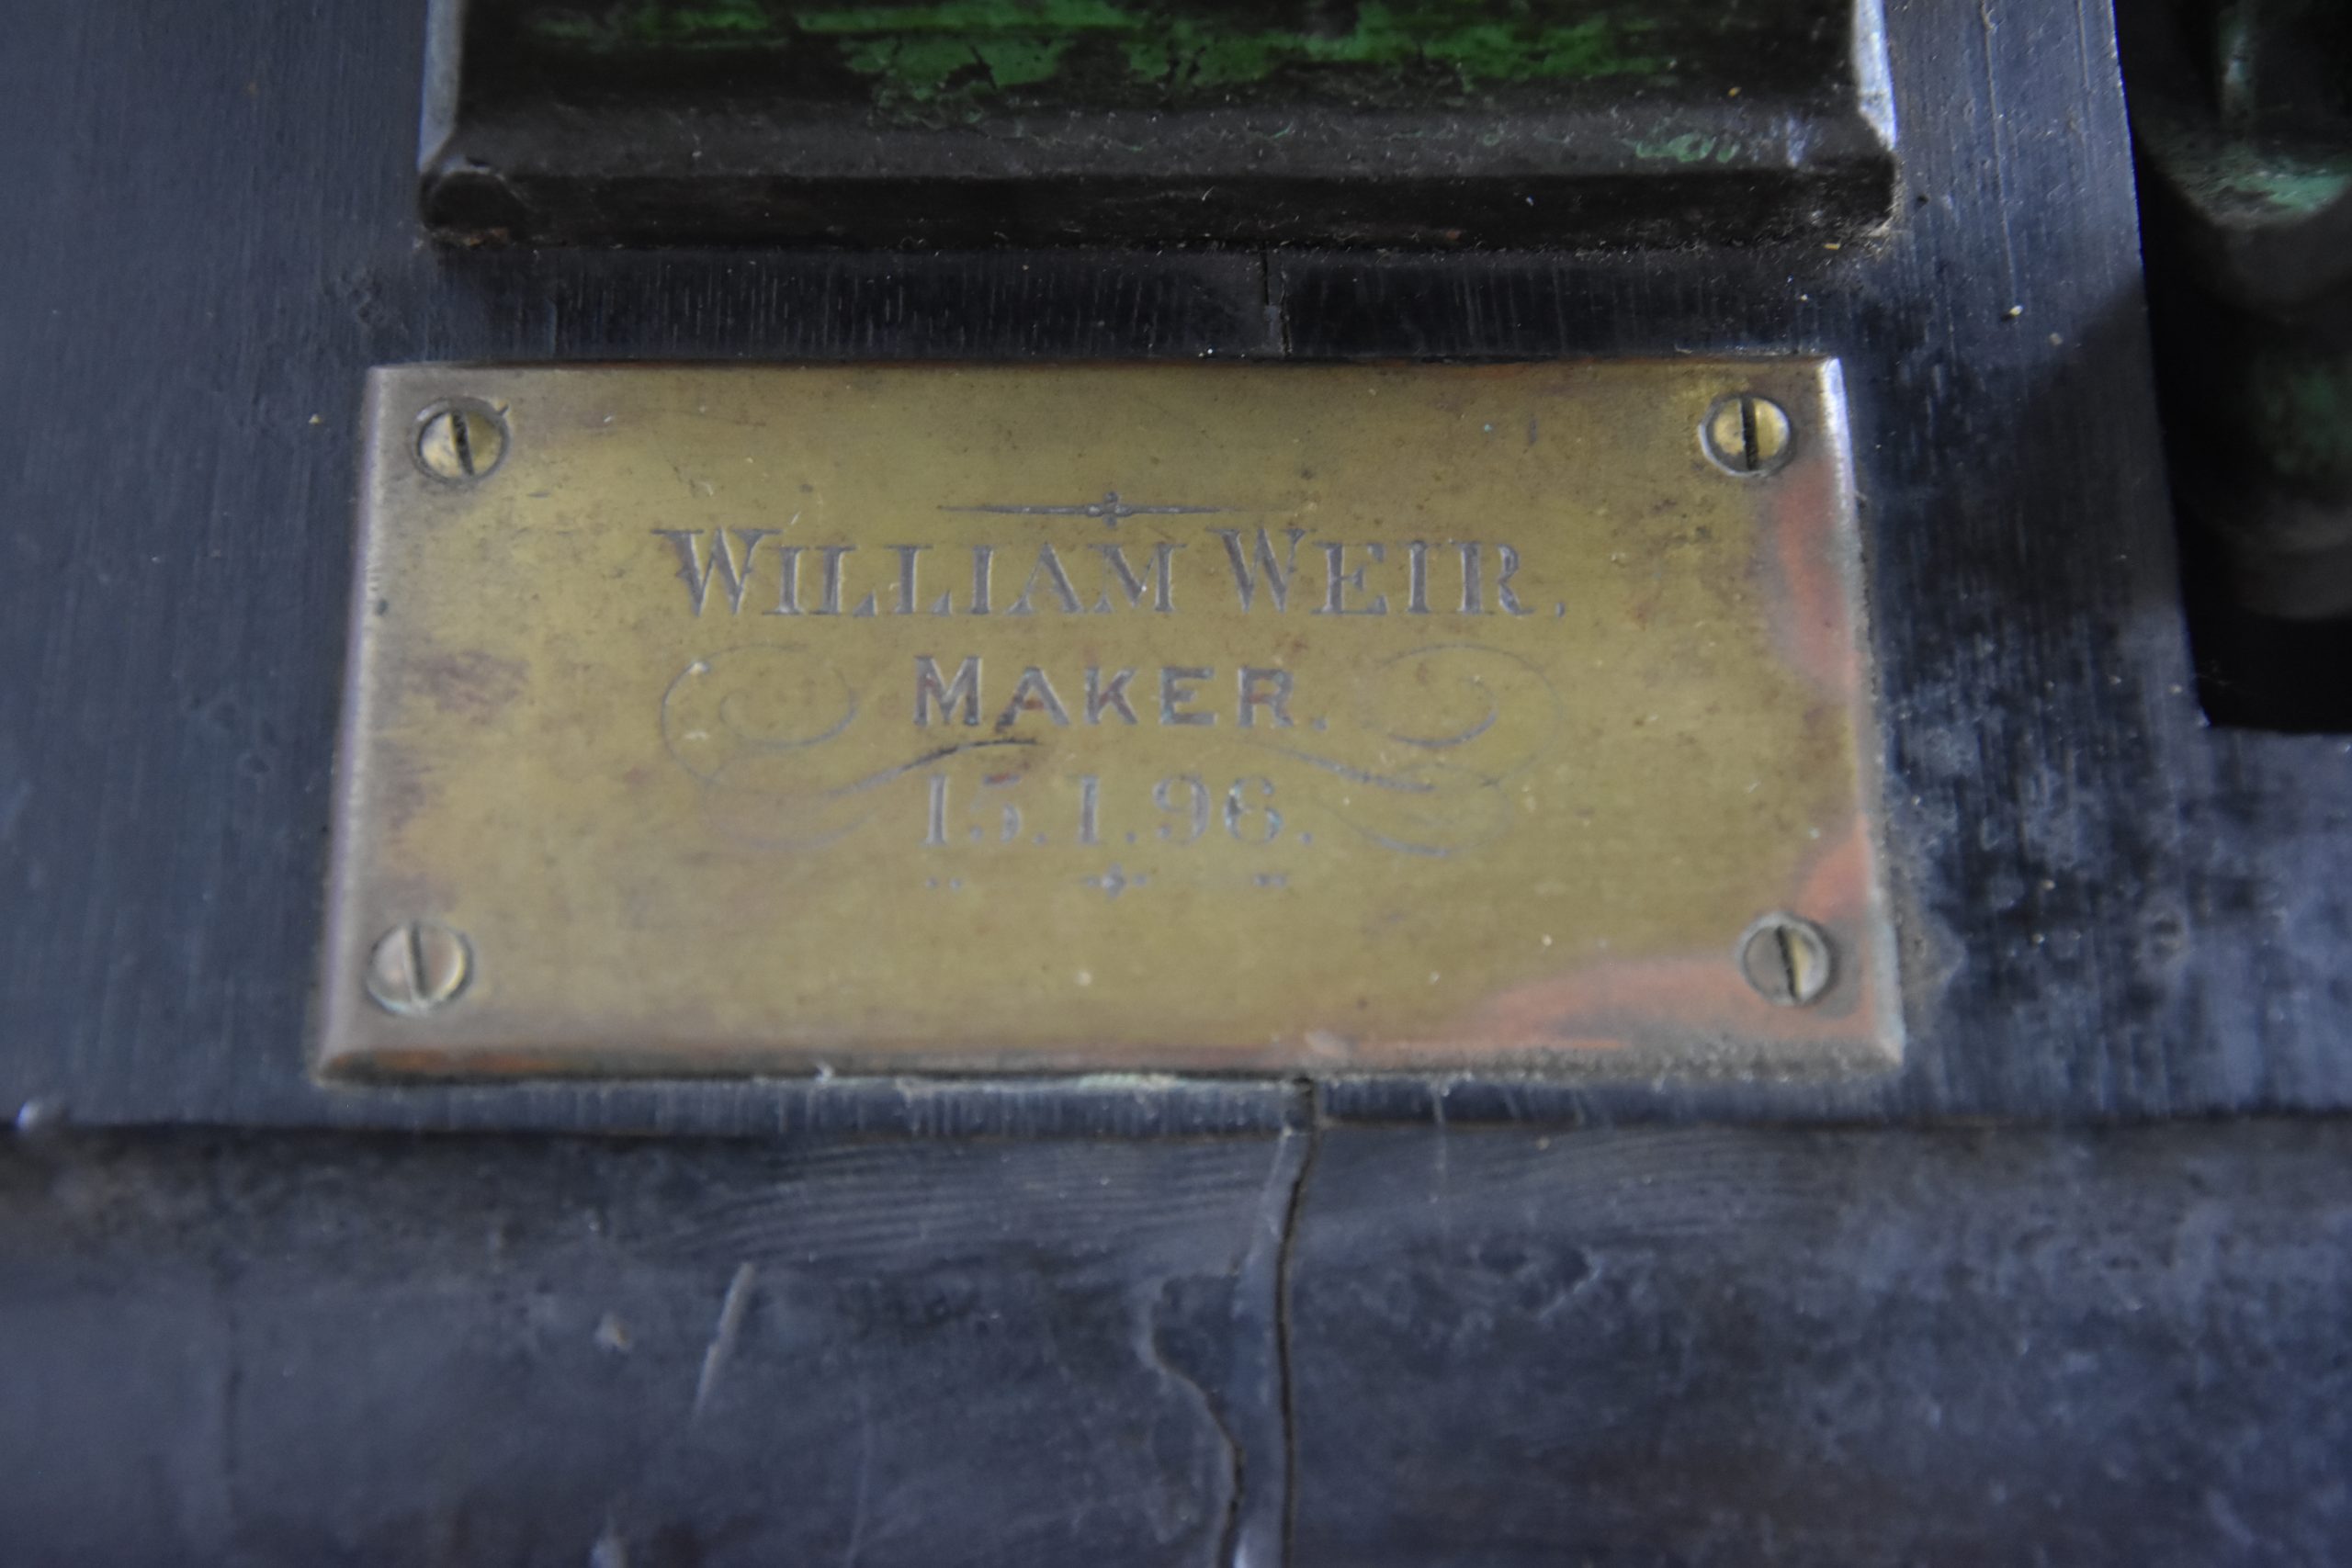 WILLIAM WEIR,
MAKER.
15.1.96.